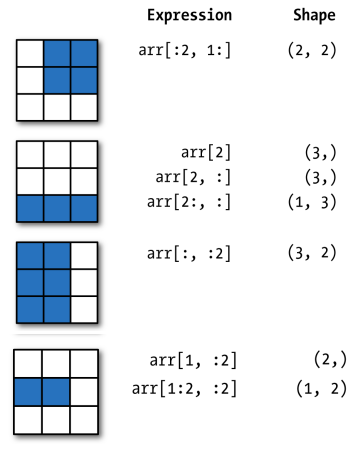 Expression Shape
arr[:2, 1:] (2, 2)
arr[2] (3,)
arr[2, :] (3,)
arr[2:, :] (1, 3)
arr[:, :2] (3, 2)
arr[1, :2] (2,)
arr[1:2, :2] (1, 2)